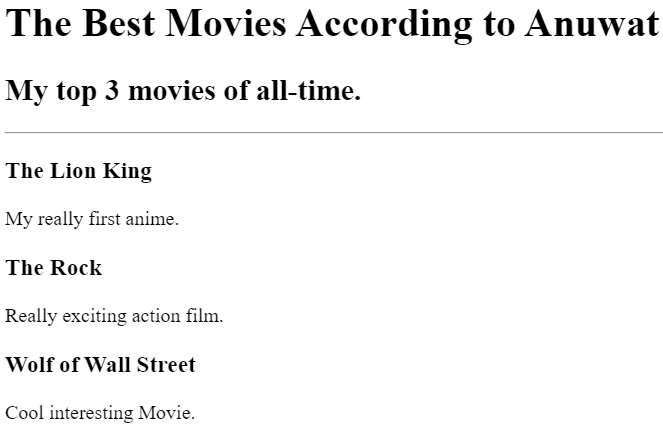 The Best Movies According to Anuwat
My top 3 movies of all-time.
The Lion King
My really first anime.
The Rock
Really exciting action film.
Wolf of Wall Street
Cool interesting Movie.